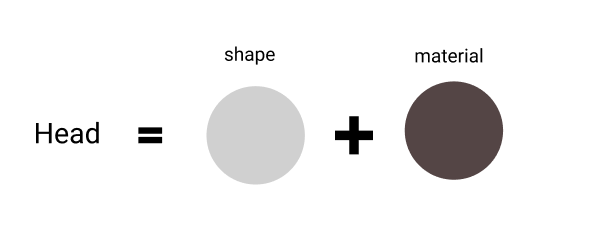 shape
material
Head = +